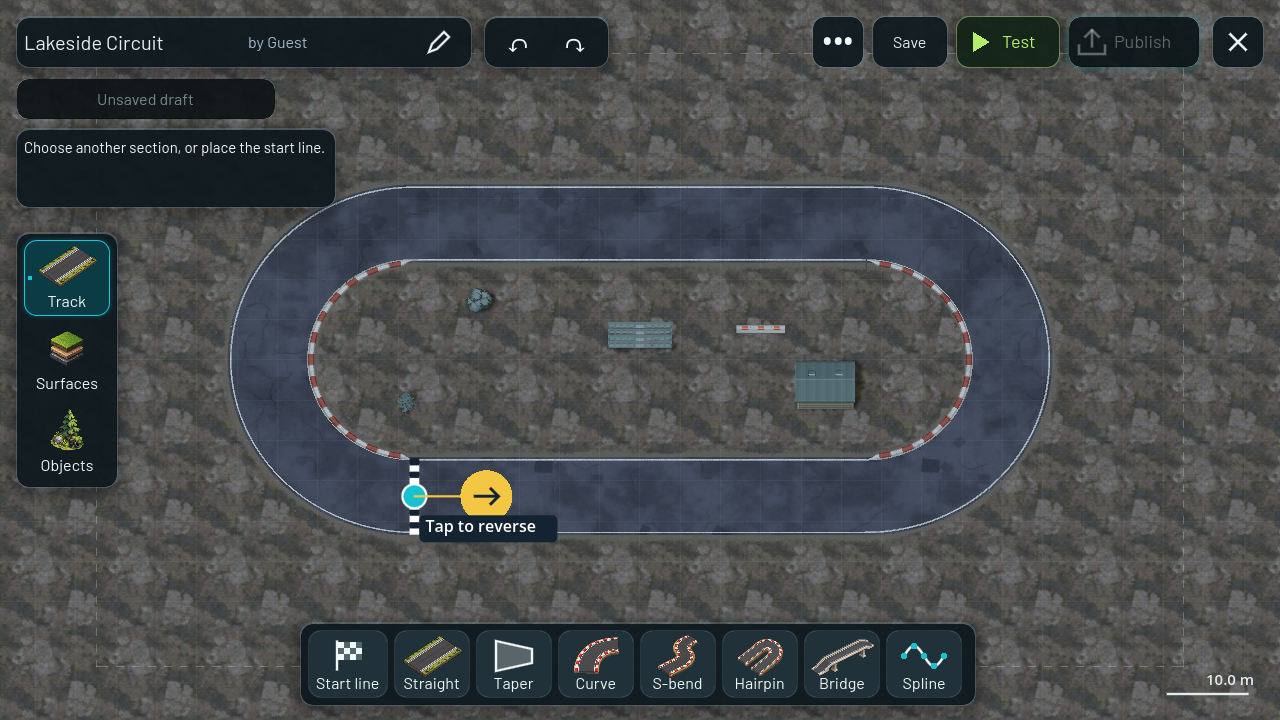 Lakeside Circuit
by Guest
Save
Test
Publish
Unsaved draft
Choose another section, or place the start line.
Track
Surfaces
Objects
Tap to reverse
Start line
Straight
Taper
Curve
S-bend
Hairpin
Bridge
Spline
10.0 m